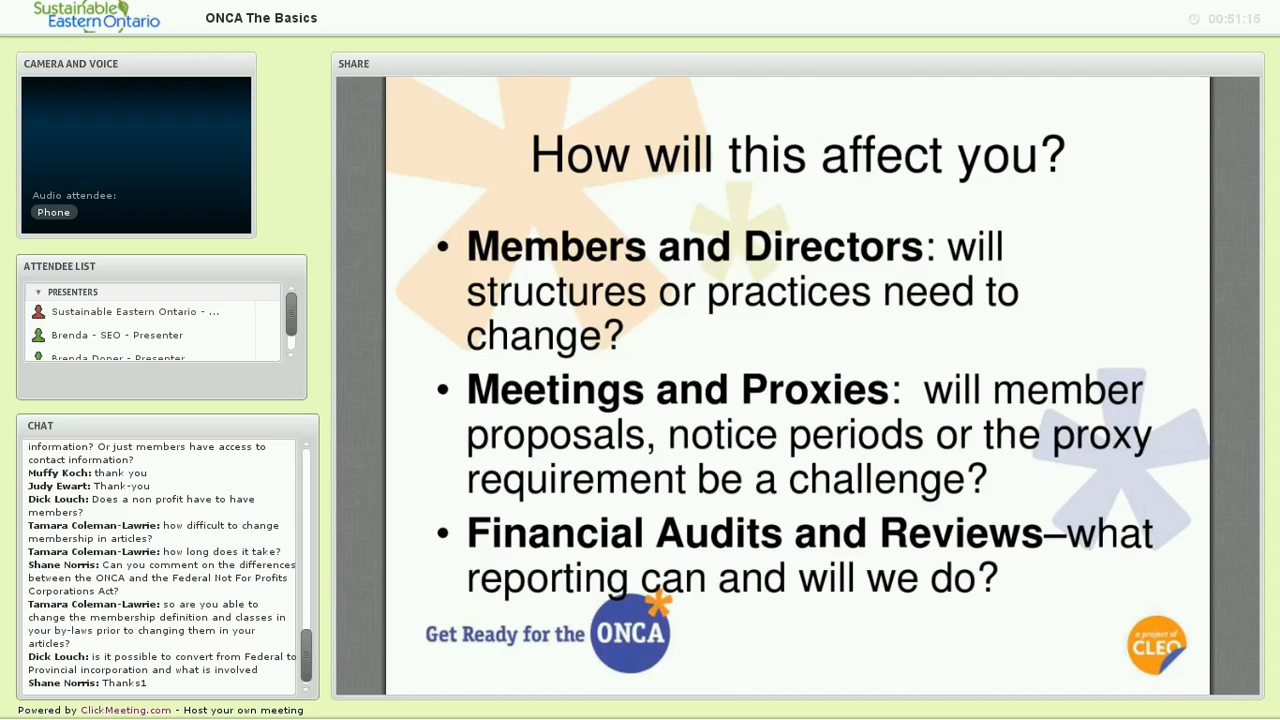 Sustainable
Eastern Ontario
ONCA The Basics
00:51:15
CAMERA AND VOICE
Audio attendee:
Phone
ATTENDEE LIST
PRESENTERS
Sustainable Eastern Ontario - ...
Brenda - SEO - Presenter
Brenda Doner - Presenter
CHAT
information? Or just members have access to
contact information?
Muffy Koch: thank you
Judy Ewart: Thank-you
Dick Louch: Does a non profit have to have
members?
Tamara Coleman-Lawrie: how difficult to change
membership in articles?
Tamara Coleman-Lawrie: how long does it take?
Shane Norris: Can you comment on the differences
between the ONCA and the Federal Not For Profits
Corporations Act?
Tamara Coleman-Lawrie: so are you able to
change the membership definition and classes in
your by-laws prior to changing them in your
articles?
Dick Louch: is it possible to convert from Federal to
Provincial incorporation and what is involved
Shane Norris: Thanks1
Powered by ClickMeeting.com - Host your own meeting
SHARE
How will this affect you?
• Members and Directors: will
structures or practices need to
change?
• Meetings and Proxies: will member
proposals, notice periods or the proxy
requirement be a challenge?
• Financial Audits and Reviews–what
reporting can and will we do?
Get Ready for the ONCA
a project of
CLEO